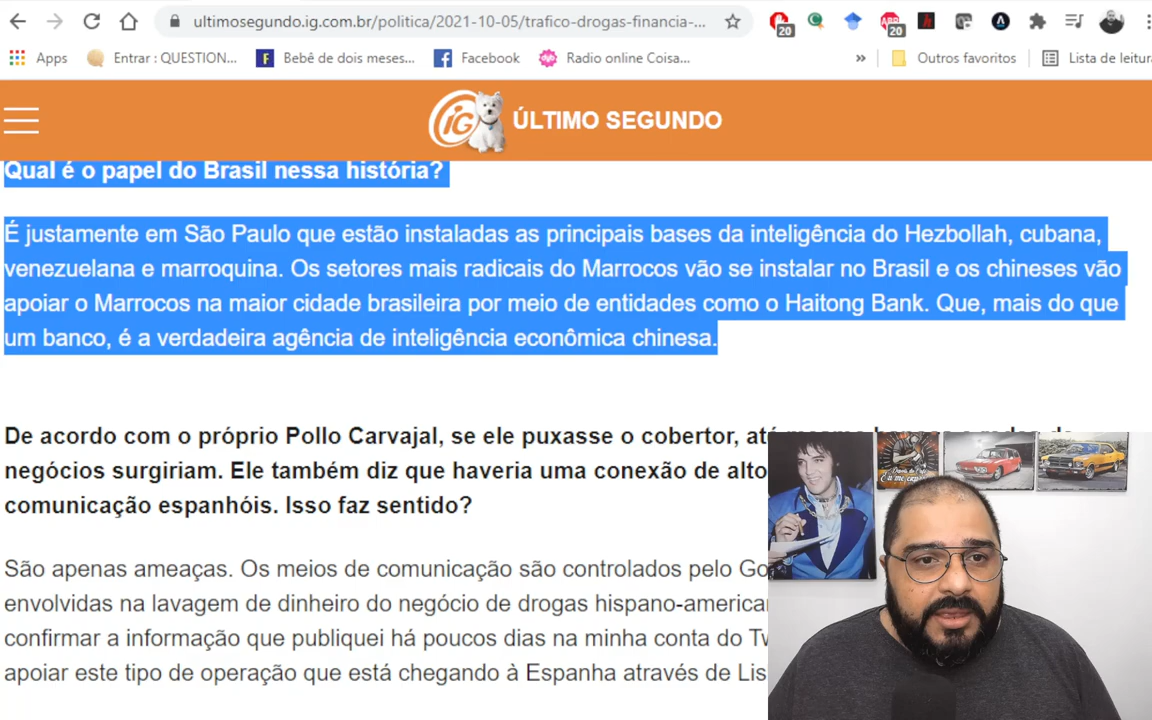 ultimosegundo.ig.com.br/politica/2021-10-05/trafico-drogas-financia-...
20
ABP
20
h
Apps
Entrar : QUESTION...
F
Bebê de dois meses...
Facebook
Radio online Coisa...
»
Outros favoritos
Lista de leitura
iG
ÚLTIMO SEGUNDO
Qual é o papel do Brasil nessa história?
É justamente em São Paulo que estão instaladas as principais bases da inteligência do Hezbollah, cubana,
venezuelana e marroquina. Os setores mais radicais do Marrocos vão se instalar no Brasil e os chineses vão
apoiar o Marrocos na maior cidade brasileira por meio de entidades como o Haitong Bank. Que, mais do que
um banco, é a verdadeira agência de inteligência econômica chinesa.
De acordo com o próprio Pollo Carvajal, se ele puxasse o cobertor, até
negócios surgiriam. Ele também diz que haveria uma conexão de alto
comunicação espanhóis. Isso faz sentido?
São apenas ameaças. Os meios de comunicação são controlados pelo Go
envolvidas na lavagem de dinheiro do negócio de drogas hispano-american
confirmar a informação que publiquei há poucos dias na minha conta do Tw
apoiar este tipo de operação que está chegando à Espanha através de Lis